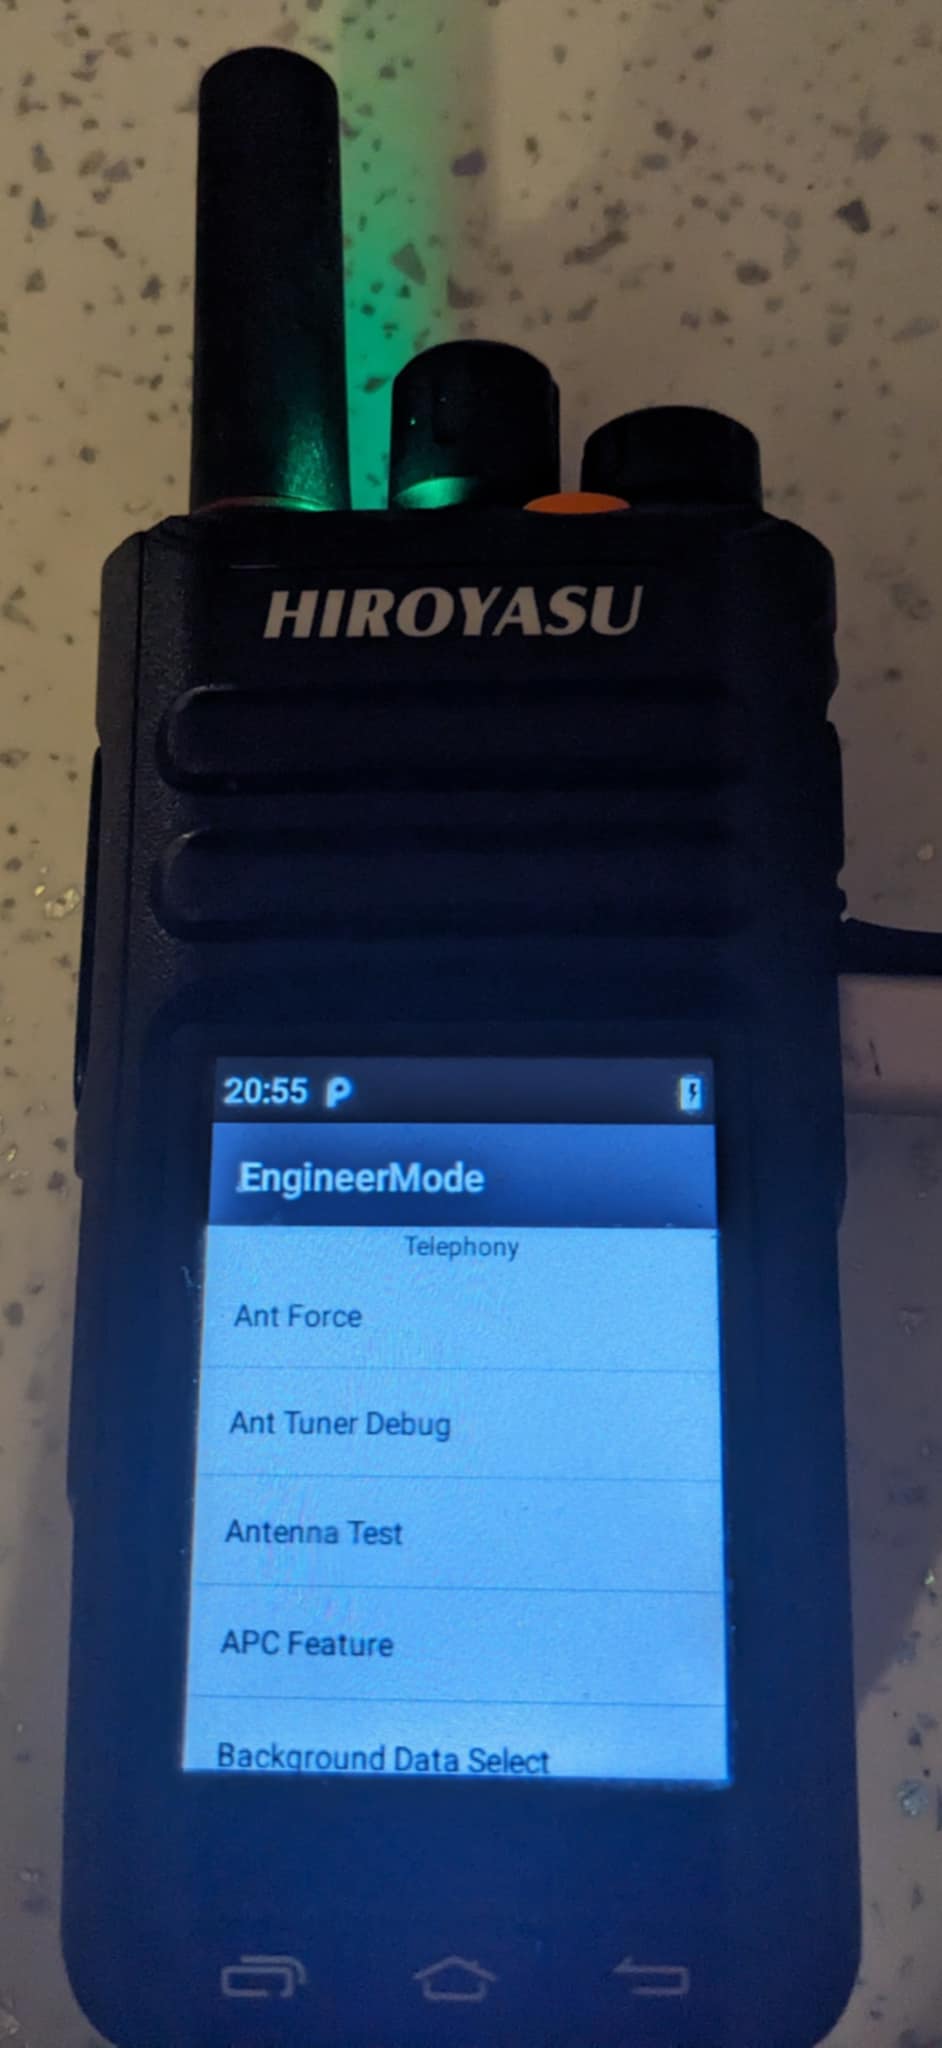 HIROYASU
20:55
EngineerMode
Telephony
Ant Force
Ant Tuner Debug
Antenna Test
APC Feature
Background Data Select